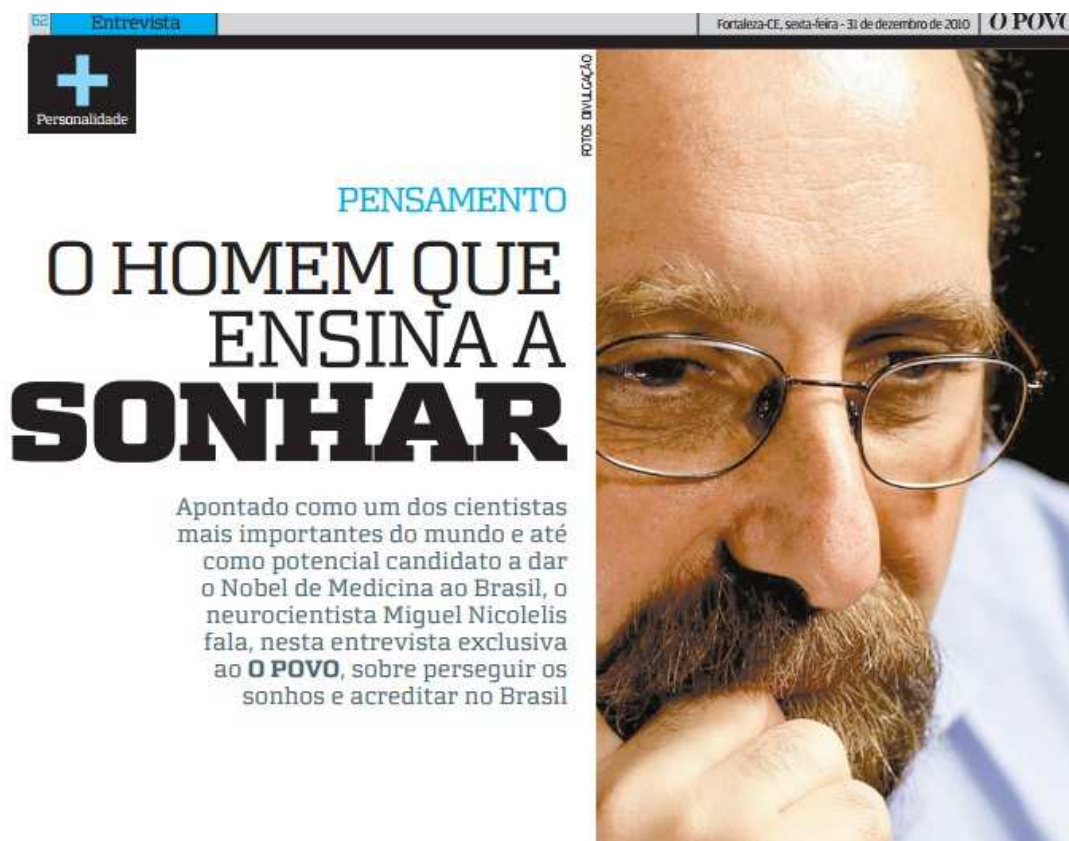 62 Entrevista Fortaleza-CE, sexta-feira - 31 de dezembro de 2010 O POVO
+
Personalidade
FOTOS DIVULGAÇÃO
PENSAMENTO
O HOMEM QUE
ENSINA A
SONHAR
Apontado como um dos cientistas
mais importantes do mundo e até
como potencial candidato a dar
o Nobel de Medicina ao Brasil, o
neurocientista Miguel Nicolelis
fala, nesta entrevista exclusiva
ao O POVO, sobre perseguir os
sonhos e acreditar no Brasil